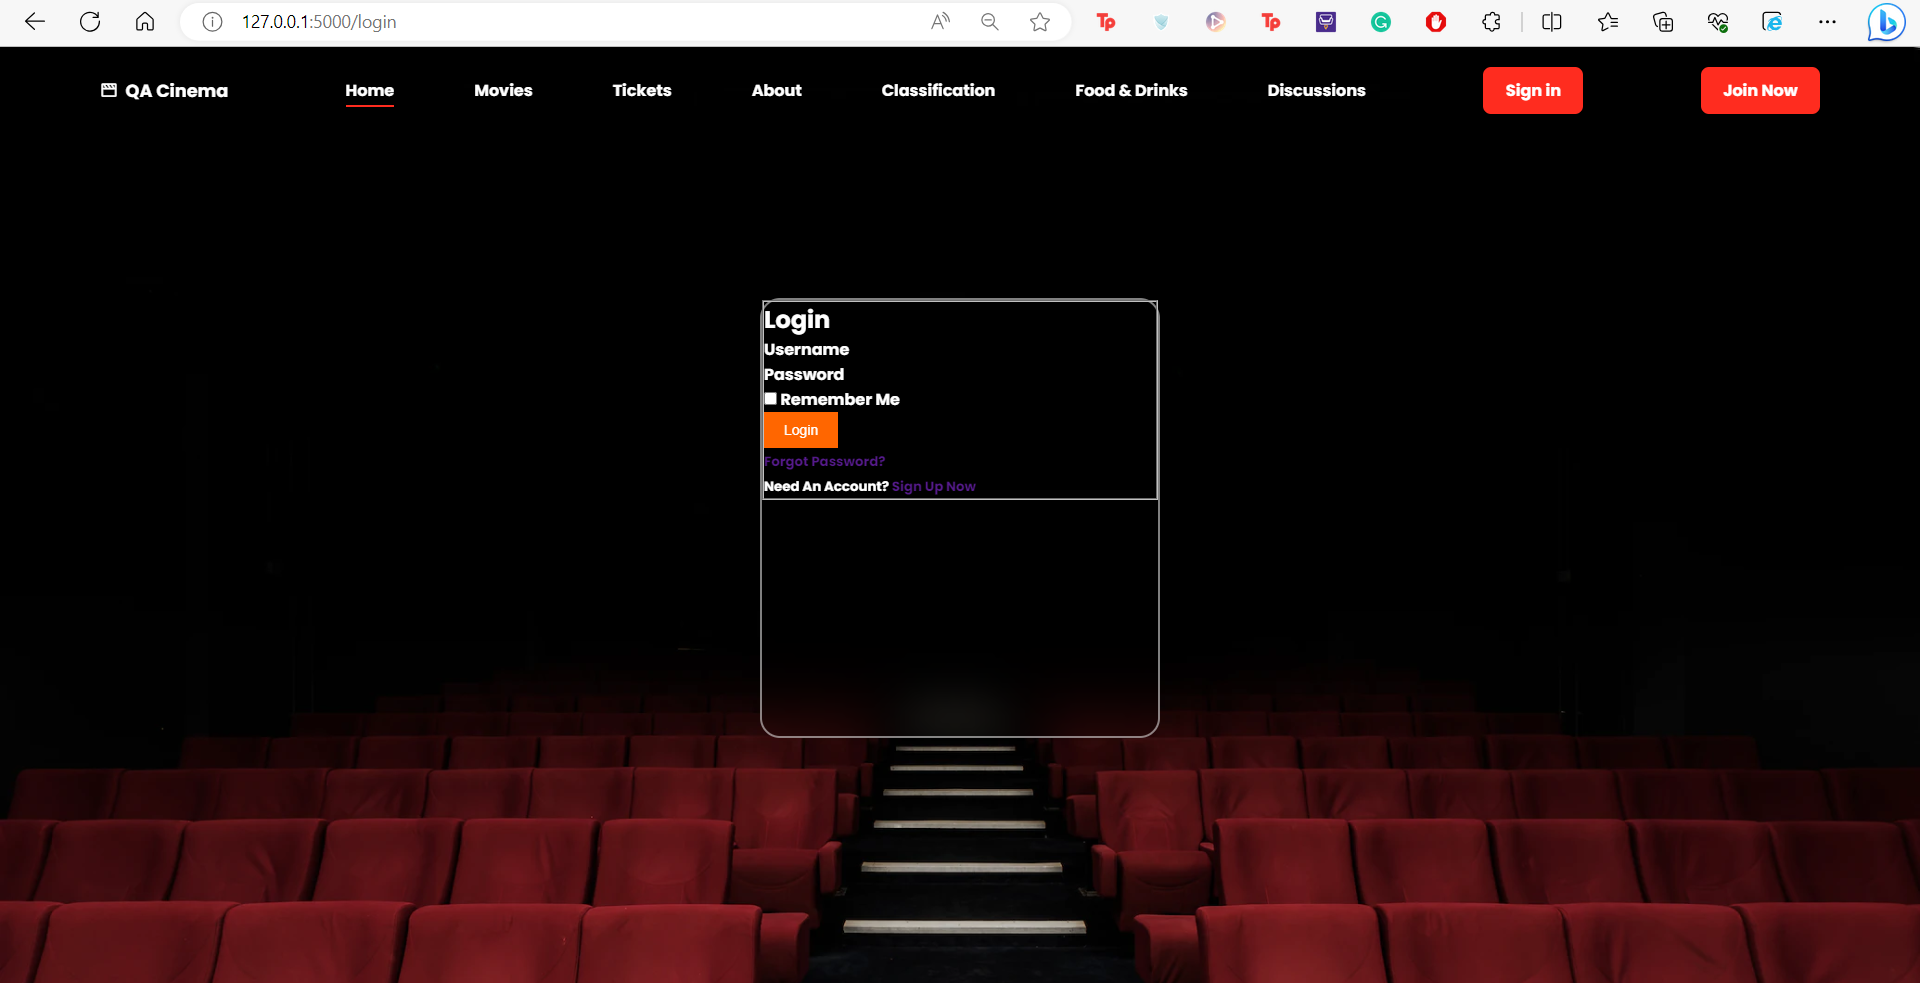 127.0.0.1:5000/login
QA Cinema Home Movies Tickets About Classification Food & Drinks Discussions Sign in Join Now
Login
Username
Password
Remember Me
Login
Forgot Password?
Need An Account? Sign Up Now